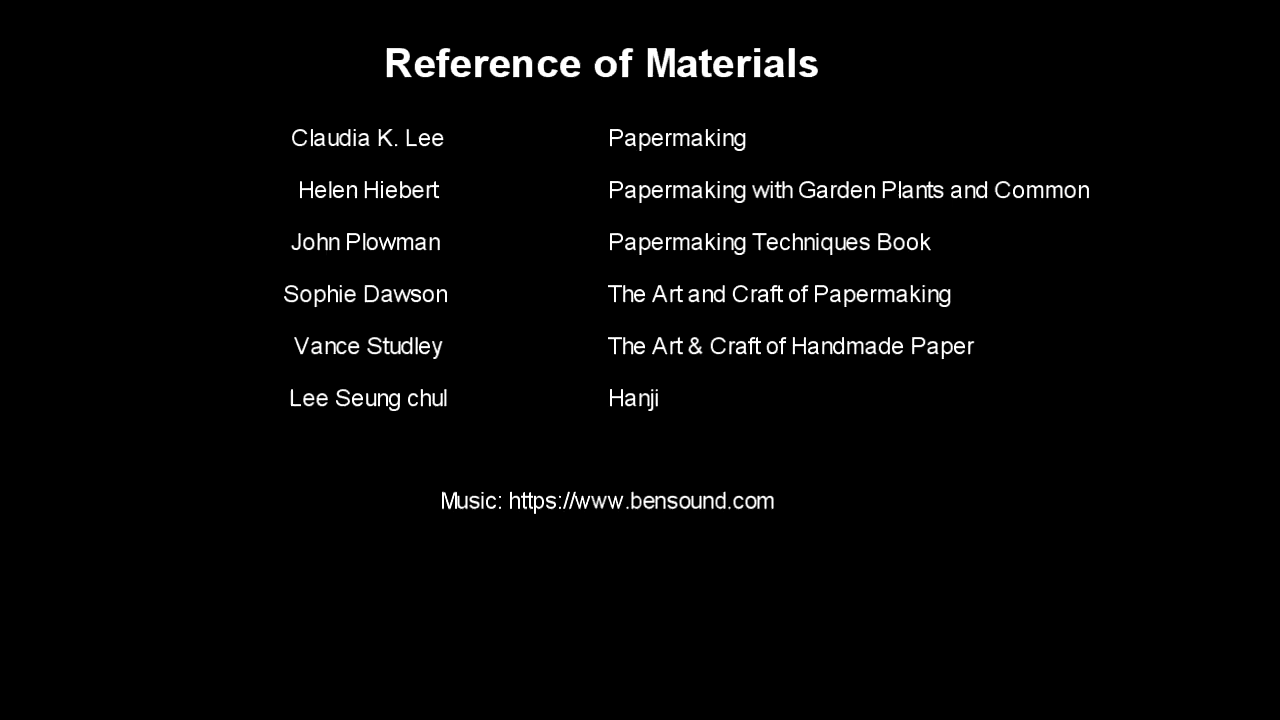 Reference of Materials
Claudia K. Lee Papermaking
Helen Hiebert Papermaking with Garden Plants and Common
John Plowman Papermaking Techniques Book
Sophie Dawson The Art and Craft of Papermaking
Vance Studley The Art & Craft of Handmade Paper
Lee Seung chul Hanji
Music: https://www.bensound.com